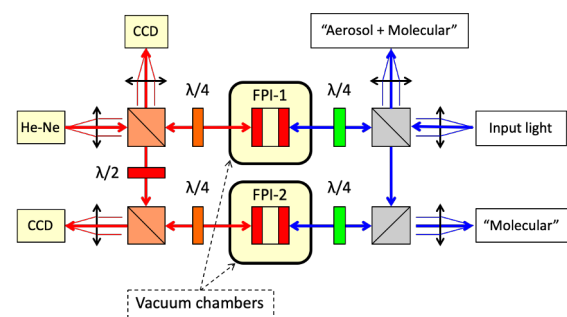 CCD
“Aerosol + Molecular”
λ/4
FPI-1
λ/4
He-Ne
Input light
λ/2
λ/4
FPI-2
λ/4
CCD
“Molecular”
Vacuum chambers